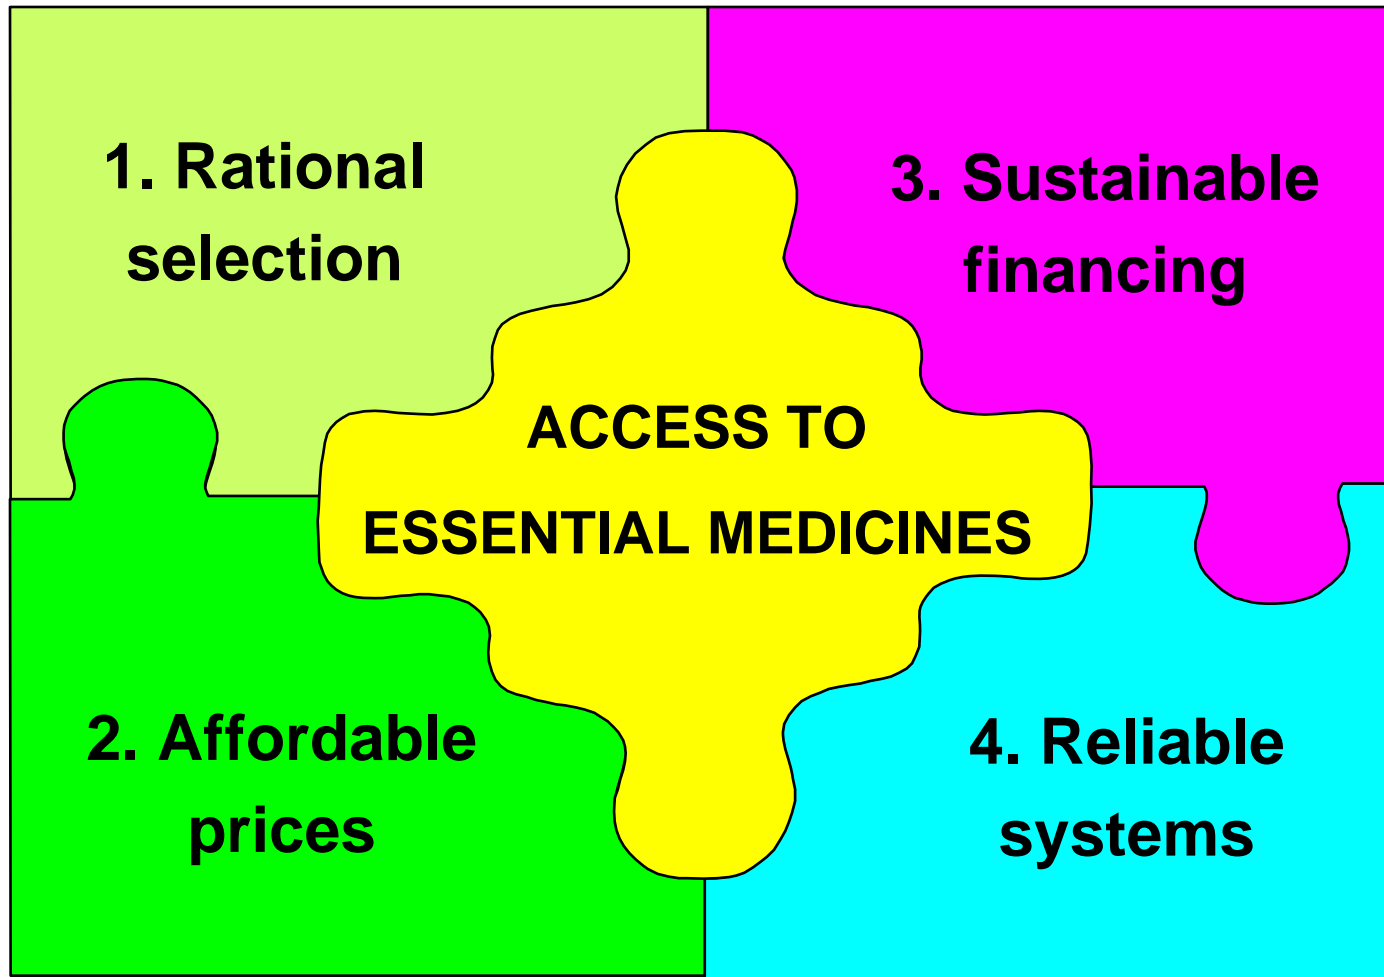 1. Rational
selection
3. Sustainable
financing
ACCESS TO
ESSENTIAL MEDICINES
2. Affordable
prices
4. Reliable
systems